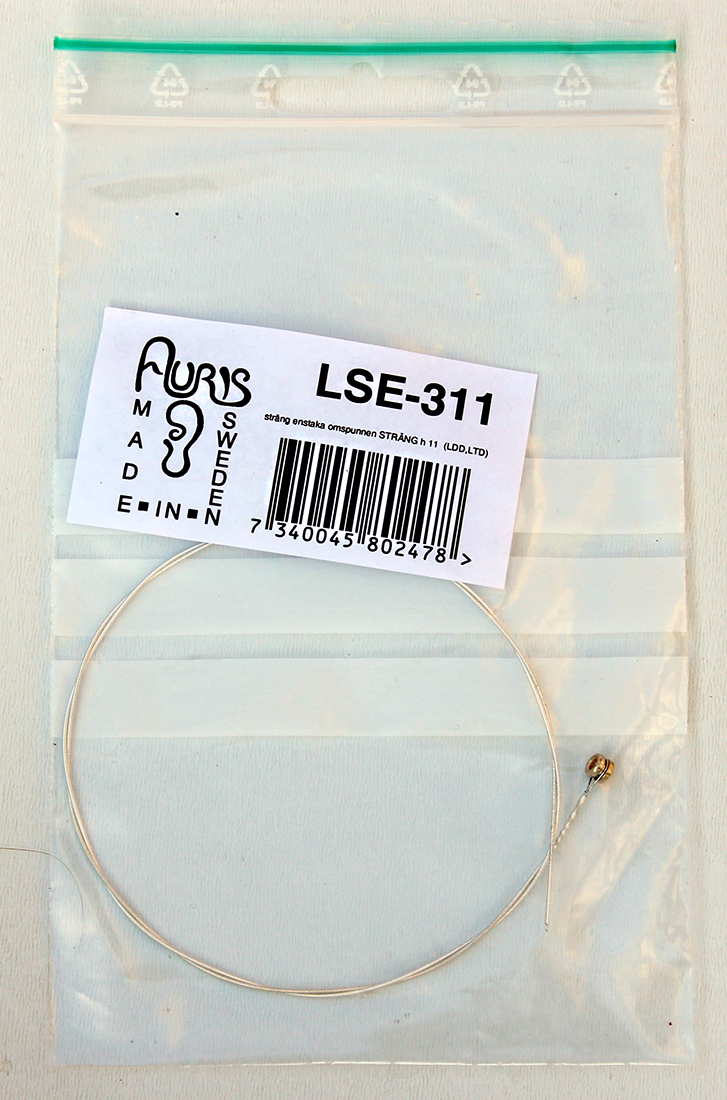 AURIS
MADE IN SWEDEN
LSE-311
sträng enstaka omspunnen STRÄNG h 11 (LDD,LTD)
7 340045 802478 >